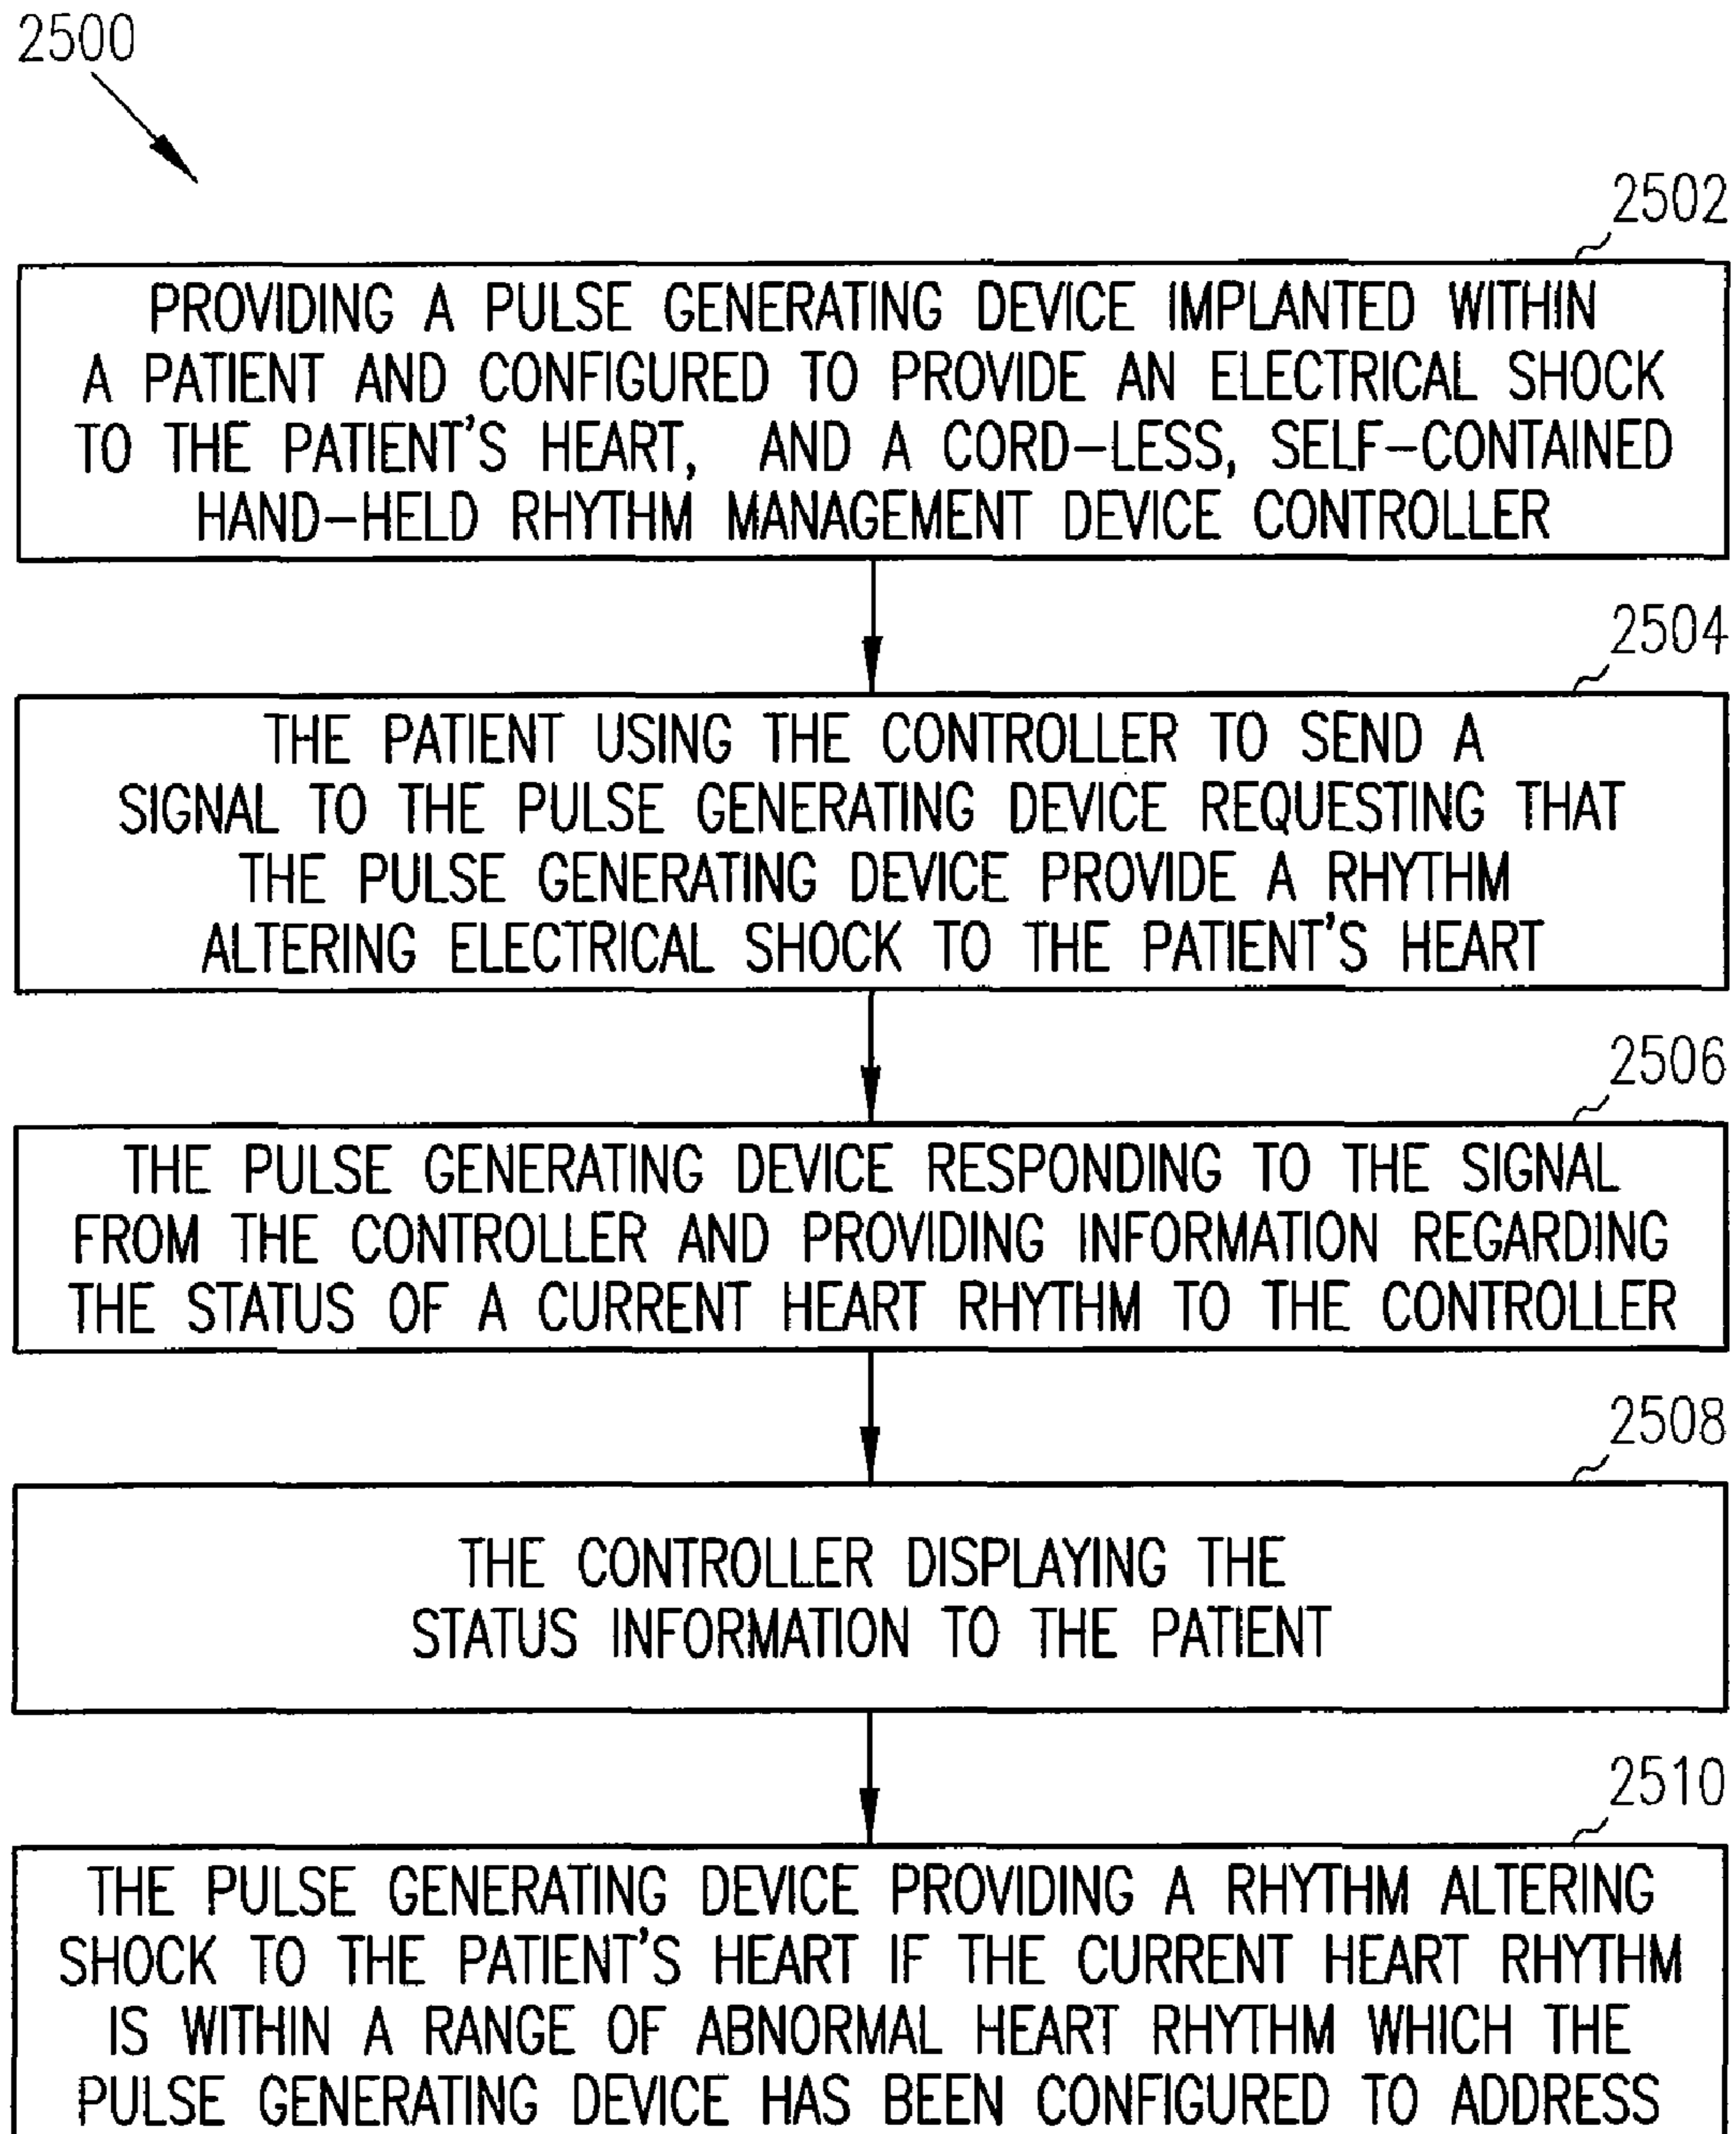 2500
2502
PROVIDING A PULSE GENERATING DEVICE IMPLANTED WITHIN
A PATIENT AND CONFIGURED TO PROVIDE AN ELECTRICAL SHOCK
TO THE PATIENT'S HEART, AND A CORD-LESS, SELF-CONTAINED
HAND-HELD RHYTHM MANAGEMENT DEVICE CONTROLLER
2504
THE PATIENT USING THE CONTROLLER TO SEND A
SIGNAL TO THE PULSE GENERATING DEVICE REQUESTING THAT
THE PULSE GENERATING DEVICE PROVIDE A RHYTHM
ALTERING ELECTRICAL SHOCK TO THE PATIENT'S HEART
2506
THE PULSE GENERATING DEVICE RESPONDING TO THE SIGNAL
FROM THE CONTROLLER AND PROVIDING INFORMATION REGARDING
THE STATUS OF A CURRENT HEART RHYTHM TO THE CONTROLLER
2508
THE CONTROLLER DISPLAYING THE
STATUS INFORMATION TO THE PATIENT
2510
THE PULSE GENERATING DEVICE PROVIDING A RHYTHM ALTERING
SHOCK TO THE PATIENT'S HEART IF THE CURRENT HEART RHYTHM
IS WITHIN A RANGE OF ABNORMAL HEART RHYTHM WHICH THE
PULSE GENERATING DEVICE HAS BEEN CONFIGURED TO ADDRESS